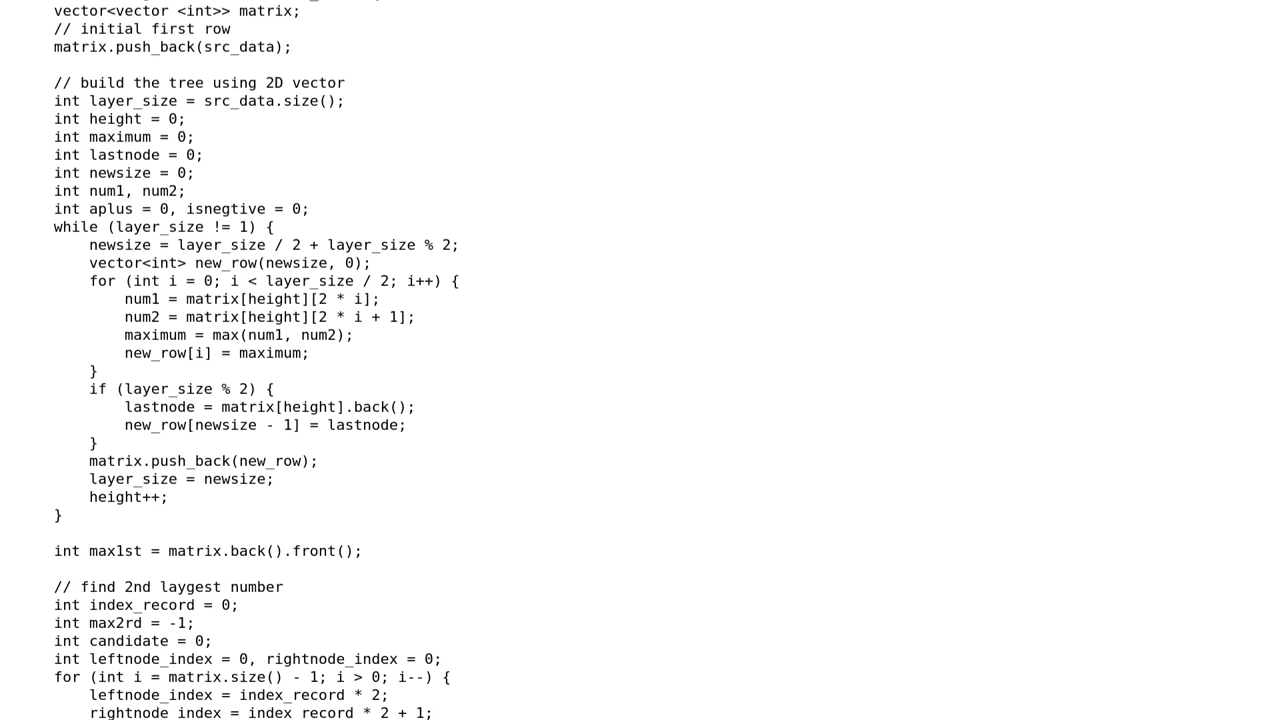 vector<vector <int>> matrix;
// initial first row
matrix.push_back(src_data);
// build the tree using 2D vector
int layer_size = src_data.size();
int height = 0;
int maximum = 0;
int lastnode = 0;
int newsize = 0;
int num1, num2;
int aplus = 0, isnegtive = 0;
while (layer_size != 1) {
newsize = layer_size / 2 + layer_size % 2;
vector<int> new_row(newsize, 0);
for (int i = 0; i < layer_size / 2; i++) {
num1 = matrix[height][2 * i];
num2 = matrix[height][2 * i + 1];
maximum = max(num1, num2);
new_row[i] = maximum;
}
if (layer_size % 2) {
lastnode = matrix[height].back();
new_row[newsize - 1] = lastnode;
}
matrix.push_back(new_row);
layer_size = newsize;
height++;
}
int max1st = matrix.back().front();
// find 2nd laygest number
int index_record = 0;
int max2rd = -1;
int candidate = 0;
int leftnode_index = 0, rightnode_index = 0;
for (int i = matrix.size() - 1; i > 0; i--) {
leftnode_index = index_record * 2;
rightnode_index = index_record * 2 + 1;